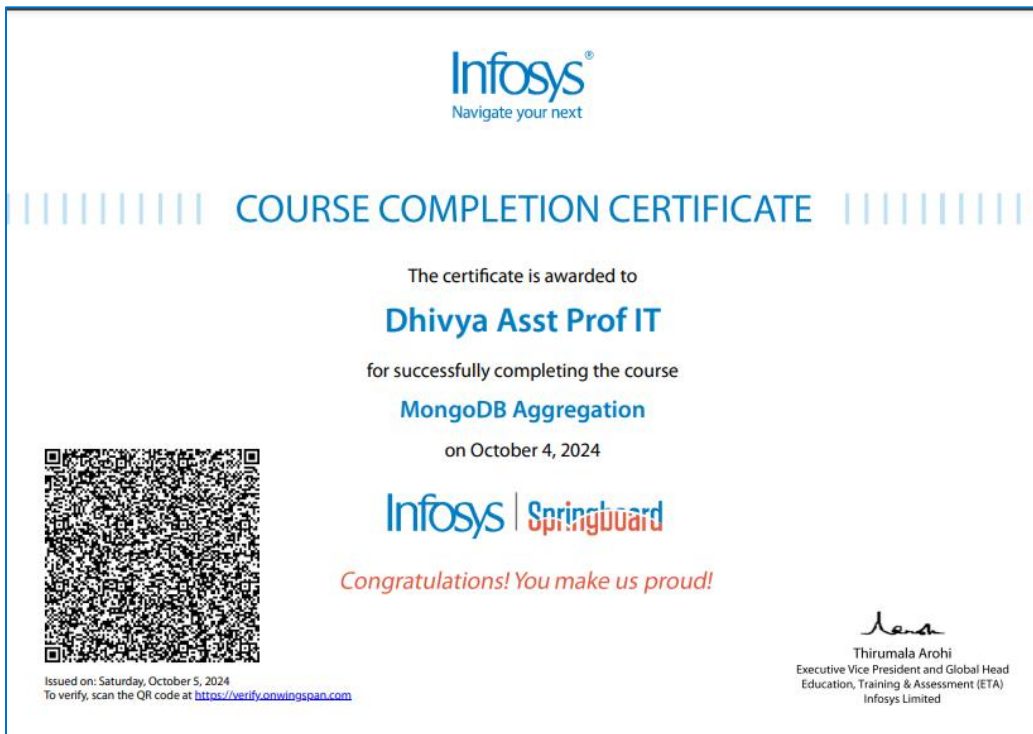 Infosys®
Navigate your next
COURSE COMPLETION CERTIFICATE
The certificate is awarded to
Dhivya Asst Prof IT
for successfully completing the course
MongoDB Aggregation
on October 4, 2024
Infosys | Springboard
Congratulations! You make us proud!
Issued on: Saturday, October 5, 2024
To verify, scan the QR code at https://verify.onwingspan.com
Thirumala Arohi
Executive Vice President and Global Head
Education, Training & Assessment (ETA)
Infosys Limited